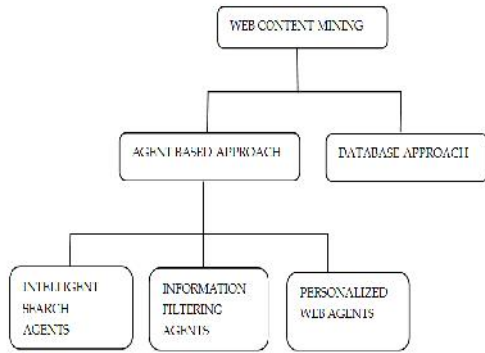 WEB CONTENT MINING
AGENT BASED APPROACH
DATABASE APPROACH
INTELLIGENT
SEARCH
AGENTS
INFORMATION
FILTERING
AGENTS
PERSONALIZED
WEB AGENTS